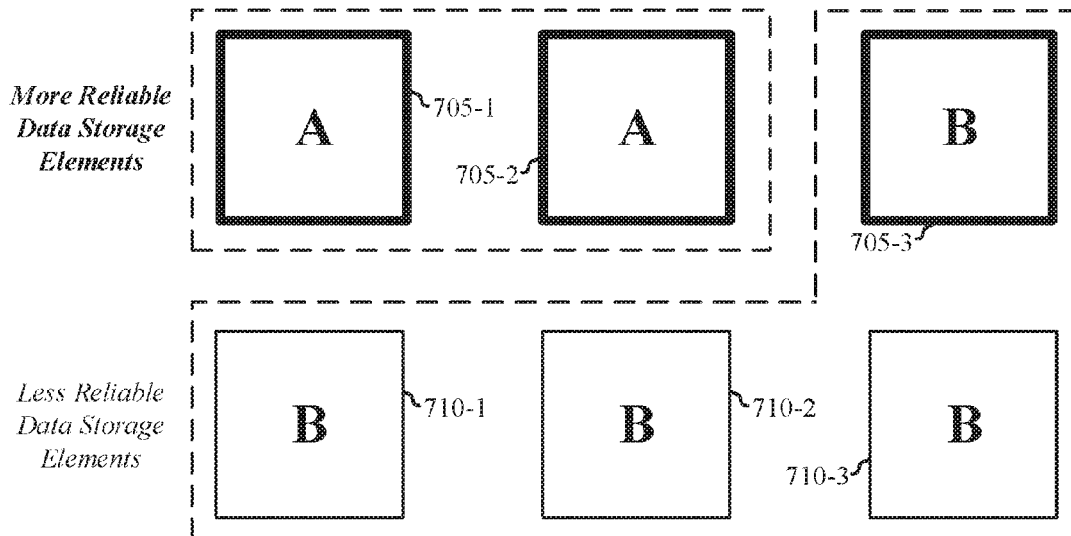 More Reliable
Data Storage
Elements
A
705-1
A
705-2
B
705-3
Less Reliable
Data Storage
Elements
B
710-1
B
710-2
B
710-3